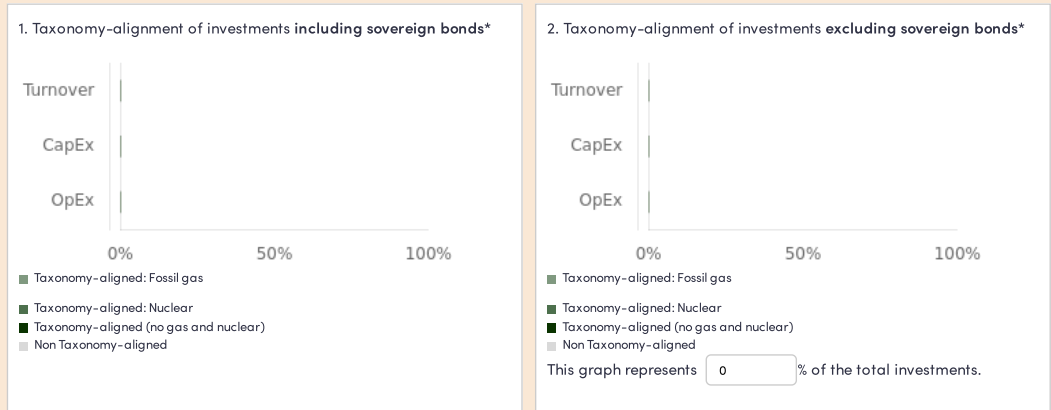 1. Taxonomy-alignment of investments including sovereign bonds*
Turnover
CapEx
OpEx
0% 50% 100%
Taxonomy-aligned: Fossil gas
Taxonomy-aligned: Nuclear
Taxonomy-aligned (no gas and nuclear)
Non Taxonomy-aligned
2. Taxonomy-alignment of investments excluding sovereign bonds*
Turnover
CapEx
OpEx
0% 50% 100%
Taxonomy-aligned: Fossil gas
Taxonomy-aligned: Nuclear
Taxonomy-aligned (no gas and nuclear)
Non Taxonomy-aligned
This graph represents 0 % of the total investments.